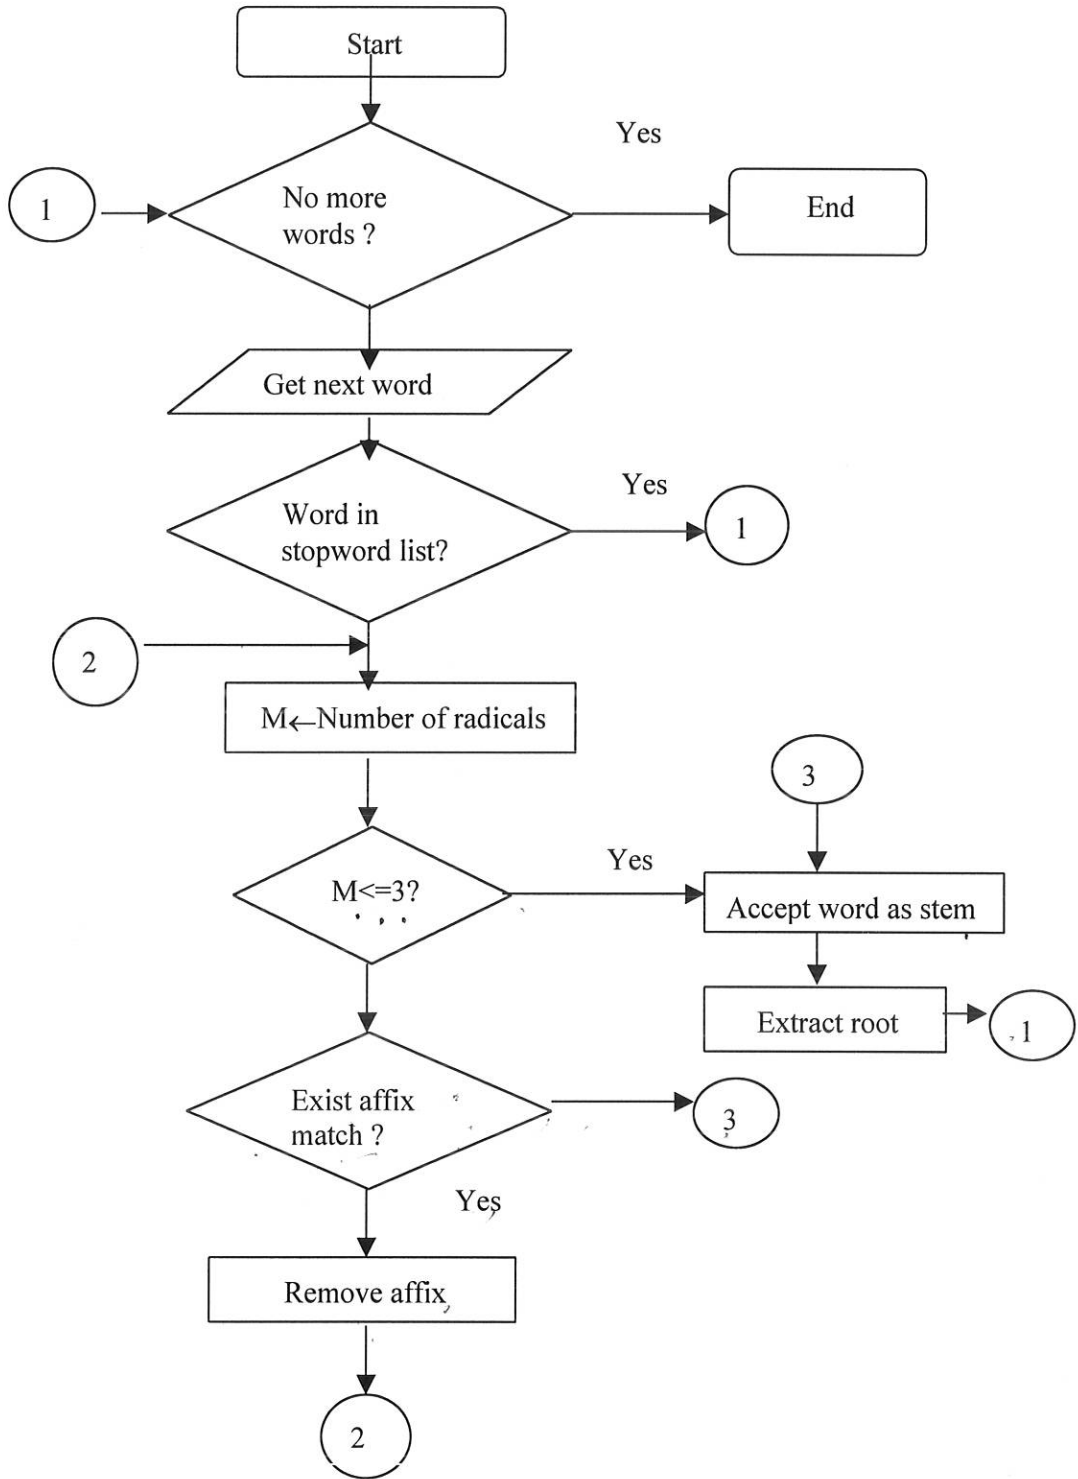 Start
Yes
1
No more
words ?
End
Get next word
Yes
Word in
stopword list?
1
2
M←Number of radicals
3
Yes
M<=3?
Accept word as stem
Extract root
1
Exist affix
match ?
3
Yes
Remove affix
2